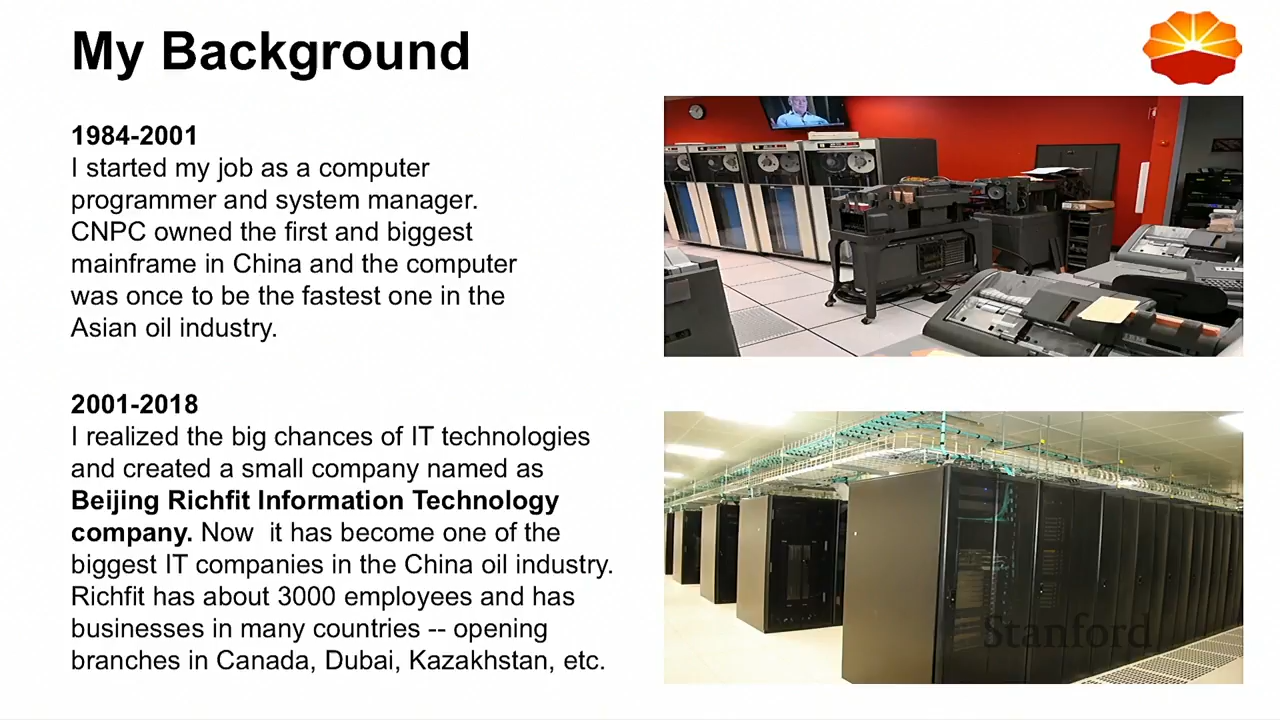 My Background
1984-2001
I started my job as a computer
programmer and system manager.
CNPC owned the first and biggest
mainframe in China and the computer
was once to be the fastest one in the
Asian oil industry.
2001-2018
I realized the big chances of IT technologies
and created a small company named as
Beijing Richfit Information Technology
company. Now  it has become one of the
biggest IT companies in the China oil industry.
Richfit has about 3000 employees and has
businesses in many countries -- opening
branches in Canada, Dubai, Kazakhstan, etc.
Stanford